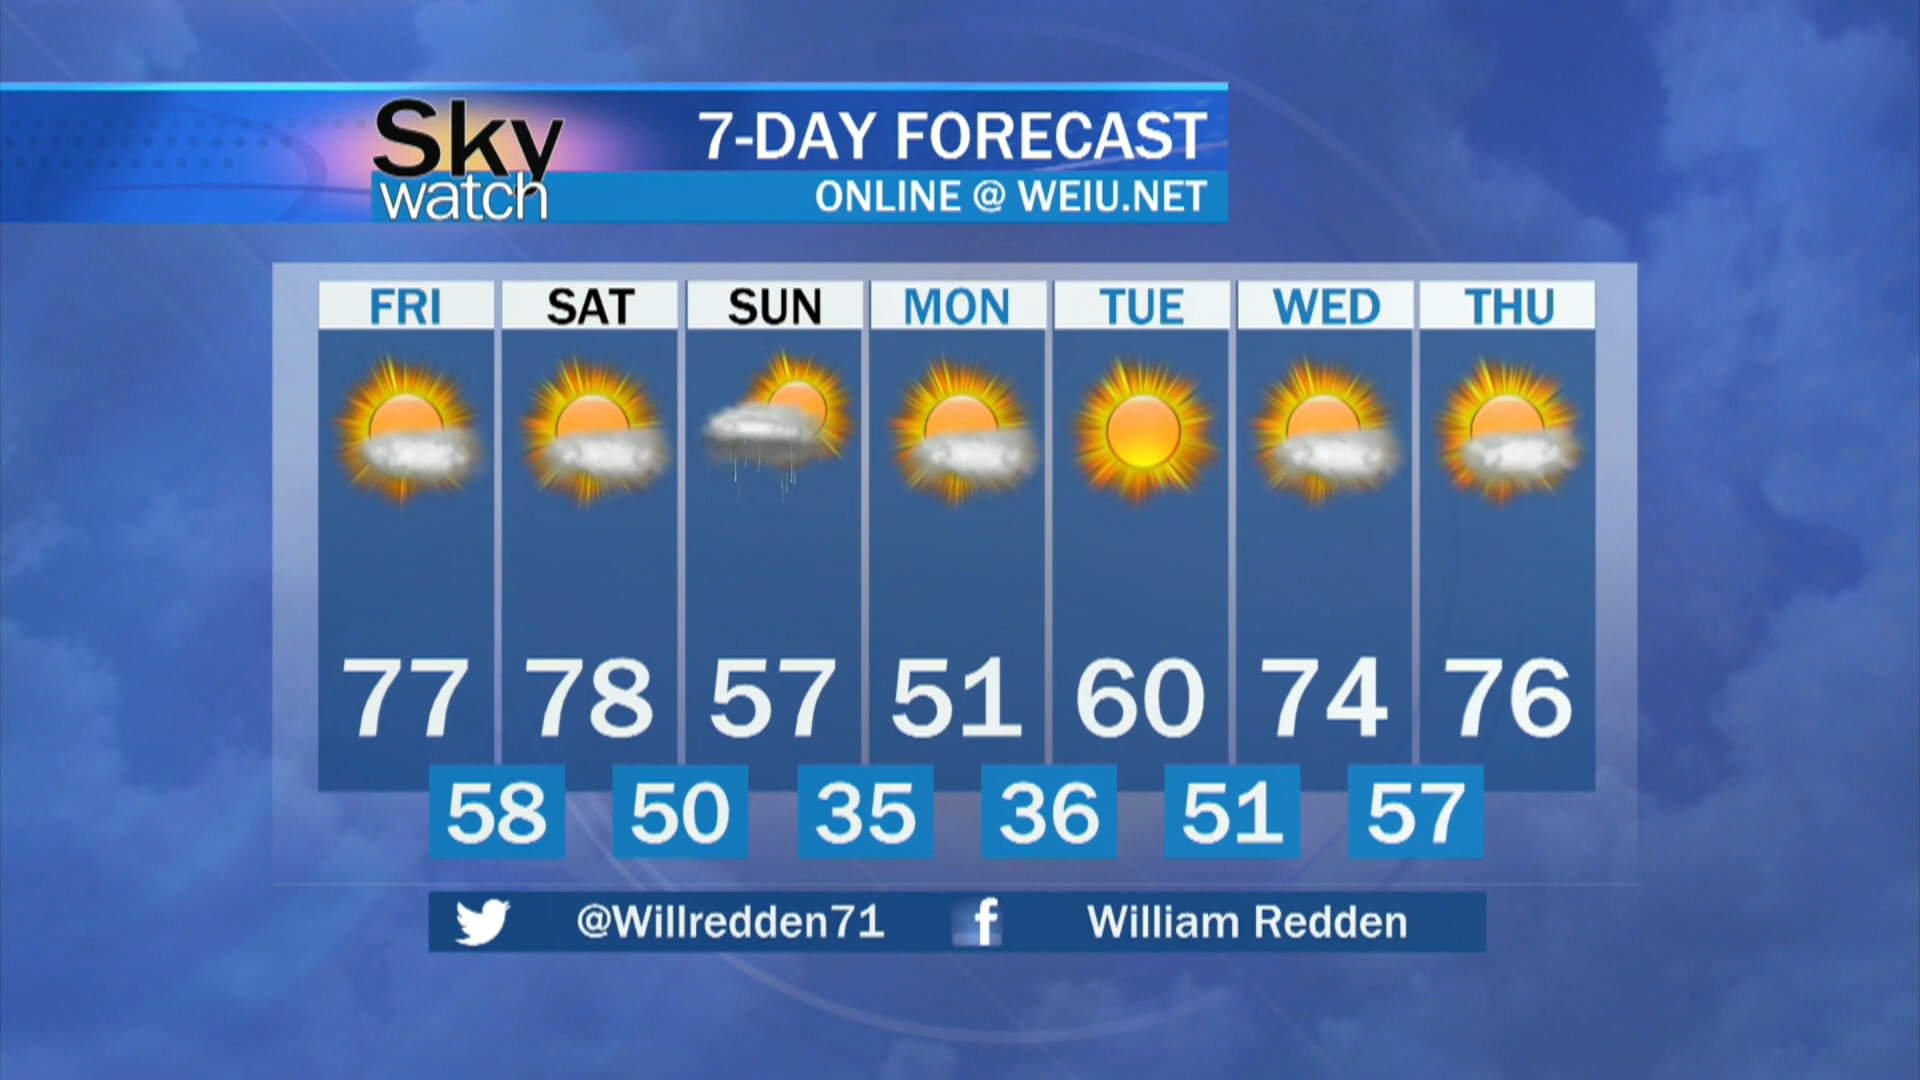 Sky
watch
7-DAY FORECAST
ONLINE @ WEIU.NET
FRI SAT SUN MON TUE WED THU
77 78 57 51 60 74 76
58 50 35 36 51 57
@Willredden71 f William Redden